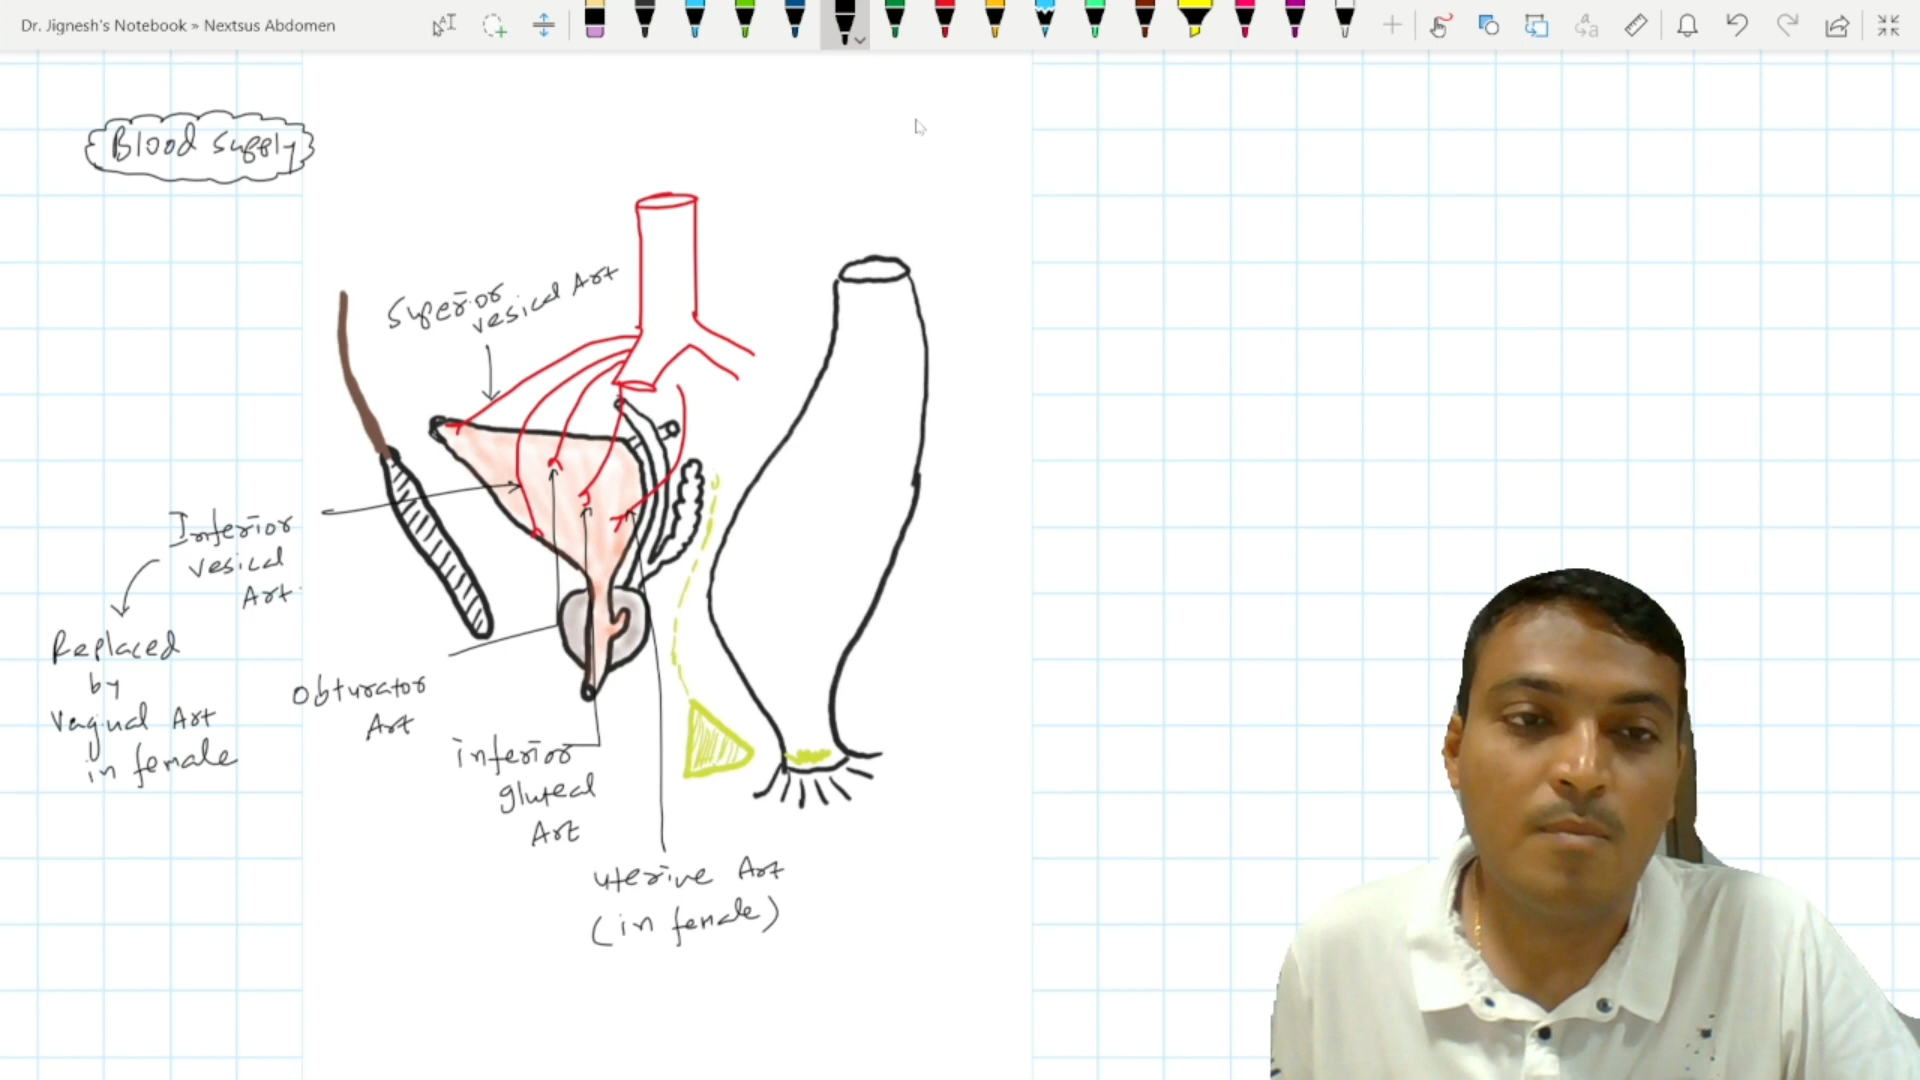 Dr. Jignesh's Notebook » Nextsus Abdomen
Blood supply
Superior
vesical Art
Inferior
vesical
Art
Replaced
by
Vaginal Art
in female
Obturator
Art
inferior
gluteal
Art
uterine Art
(in female)